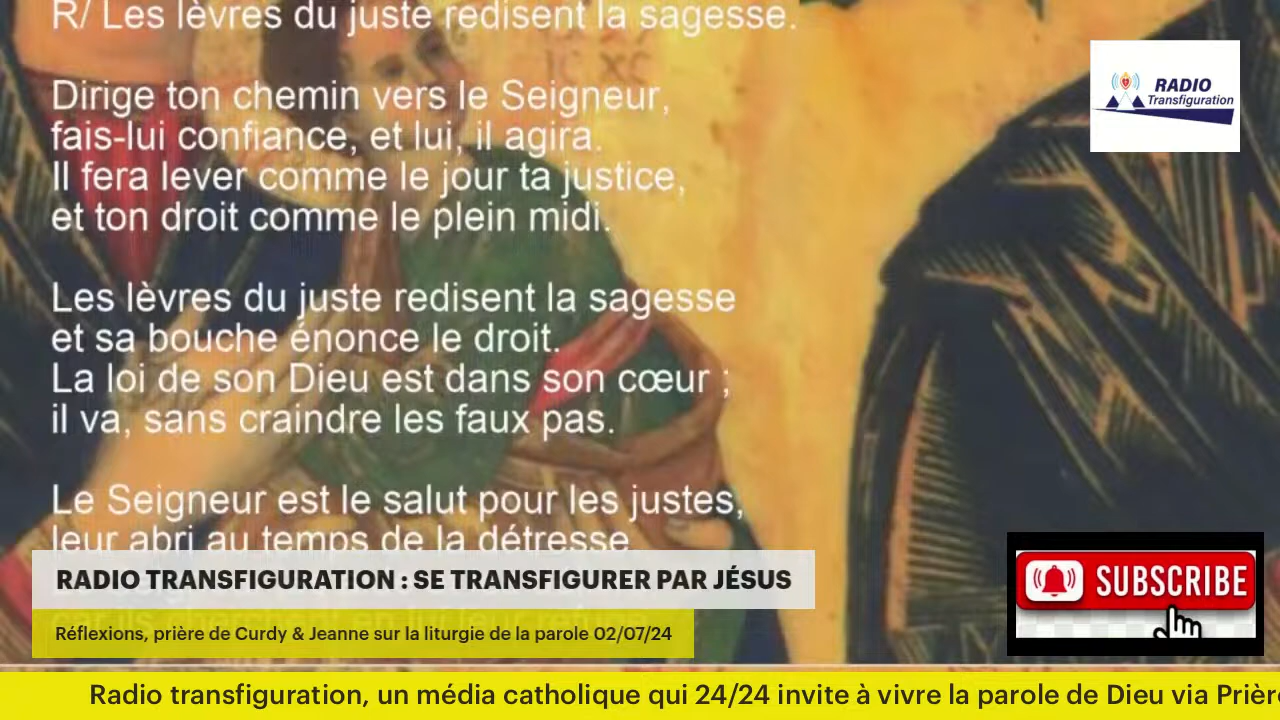 R/ Les lèvres du juste redisent la sagesse.
Dirige ton chemin vers le Seigneur,
fais-lui confiance, et lui, il agira.
Il fera lever comme le jour ta justice,
et ton droit comme le plein midi.
Les lèvres du juste redisent la sagesse
et sa bouche énonce le droit.
La loi de son Dieu est dans son cœur ;
il va, sans craindre les faux pas.
Le Seigneur est le salut pour les justes,
leur abri au temps de la détresse
RADIO TRANSFIGURATION : SE TRANSFIGURER PAR JÉSUS
Réflexions, prière de Curdy & Jeanne sur la liturgie de la parole 02/07/24
Radio transfiguration, un média catholique qui 24/24 invite à vivre la parole de Dieu via Prièr
RADIO
Transfiguration
SUBSCRIBE
IC XC